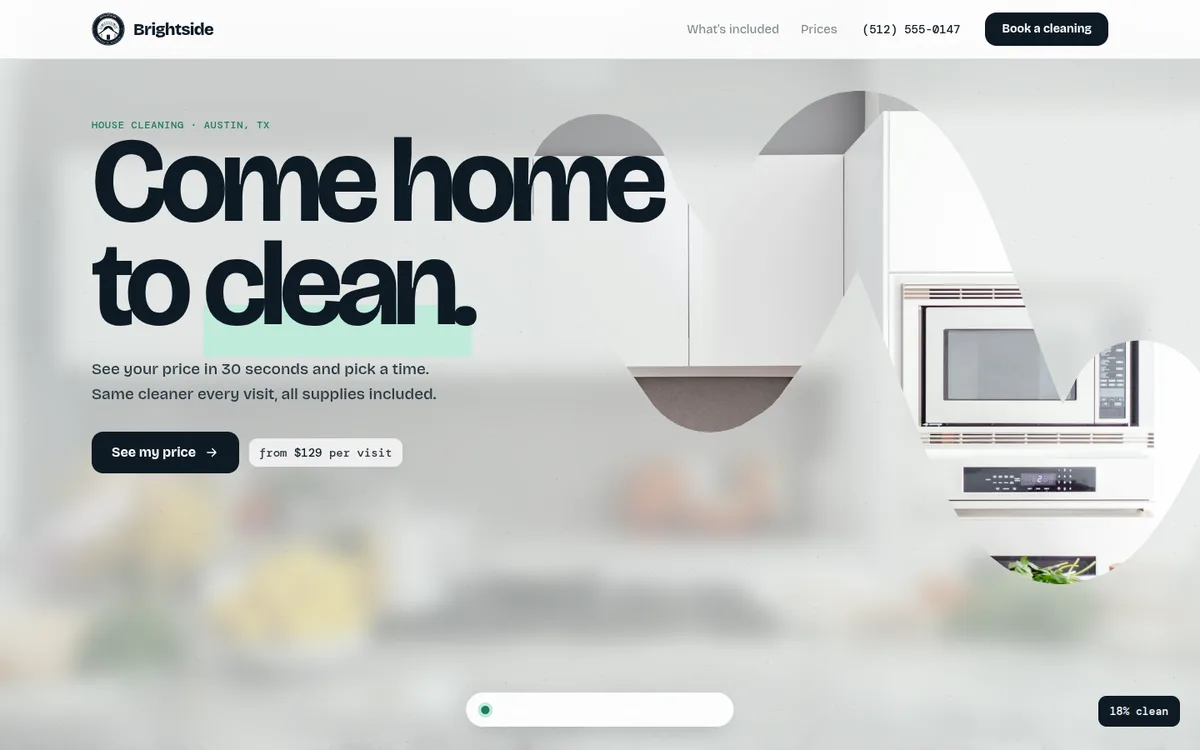 Brightside
What's included
Prices
(512) 555-0147
Book a cleaning
HOUSE CLEANING · AUSTIN, TX
Come home
to clean.
See your price in 30 seconds and pick a time.
Same cleaner every visit, all supplies included.
See my price →
from $129 per visit
18% clean